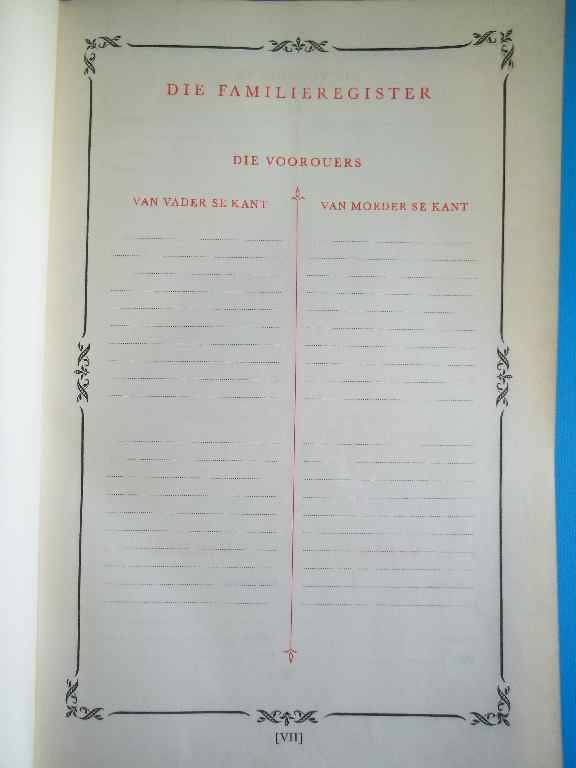 DIE FAMILIEREGISTER
DIE VOOROUERS
VAN VADER SE KANT
VAN MOEDER SE KANT
[VII]